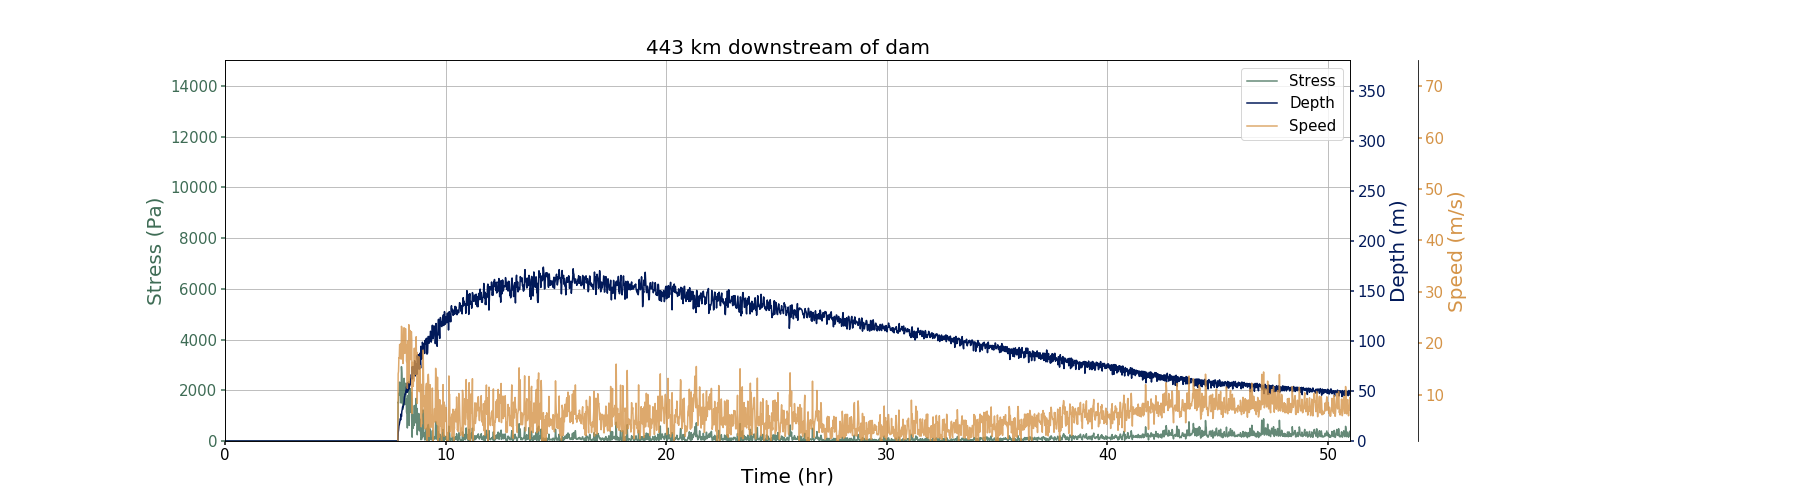 443 km downstream of dam
Stress (Pa)
14000
12000
10000
8000
6000
4000
2000
0
Stress
Depth
Speed
350
300
250
200
150
100
50
0
Depth (m)
70
60
50
40
30
20
10
Speed (m/s)
0 10 20 30 40 50
Time (hr)